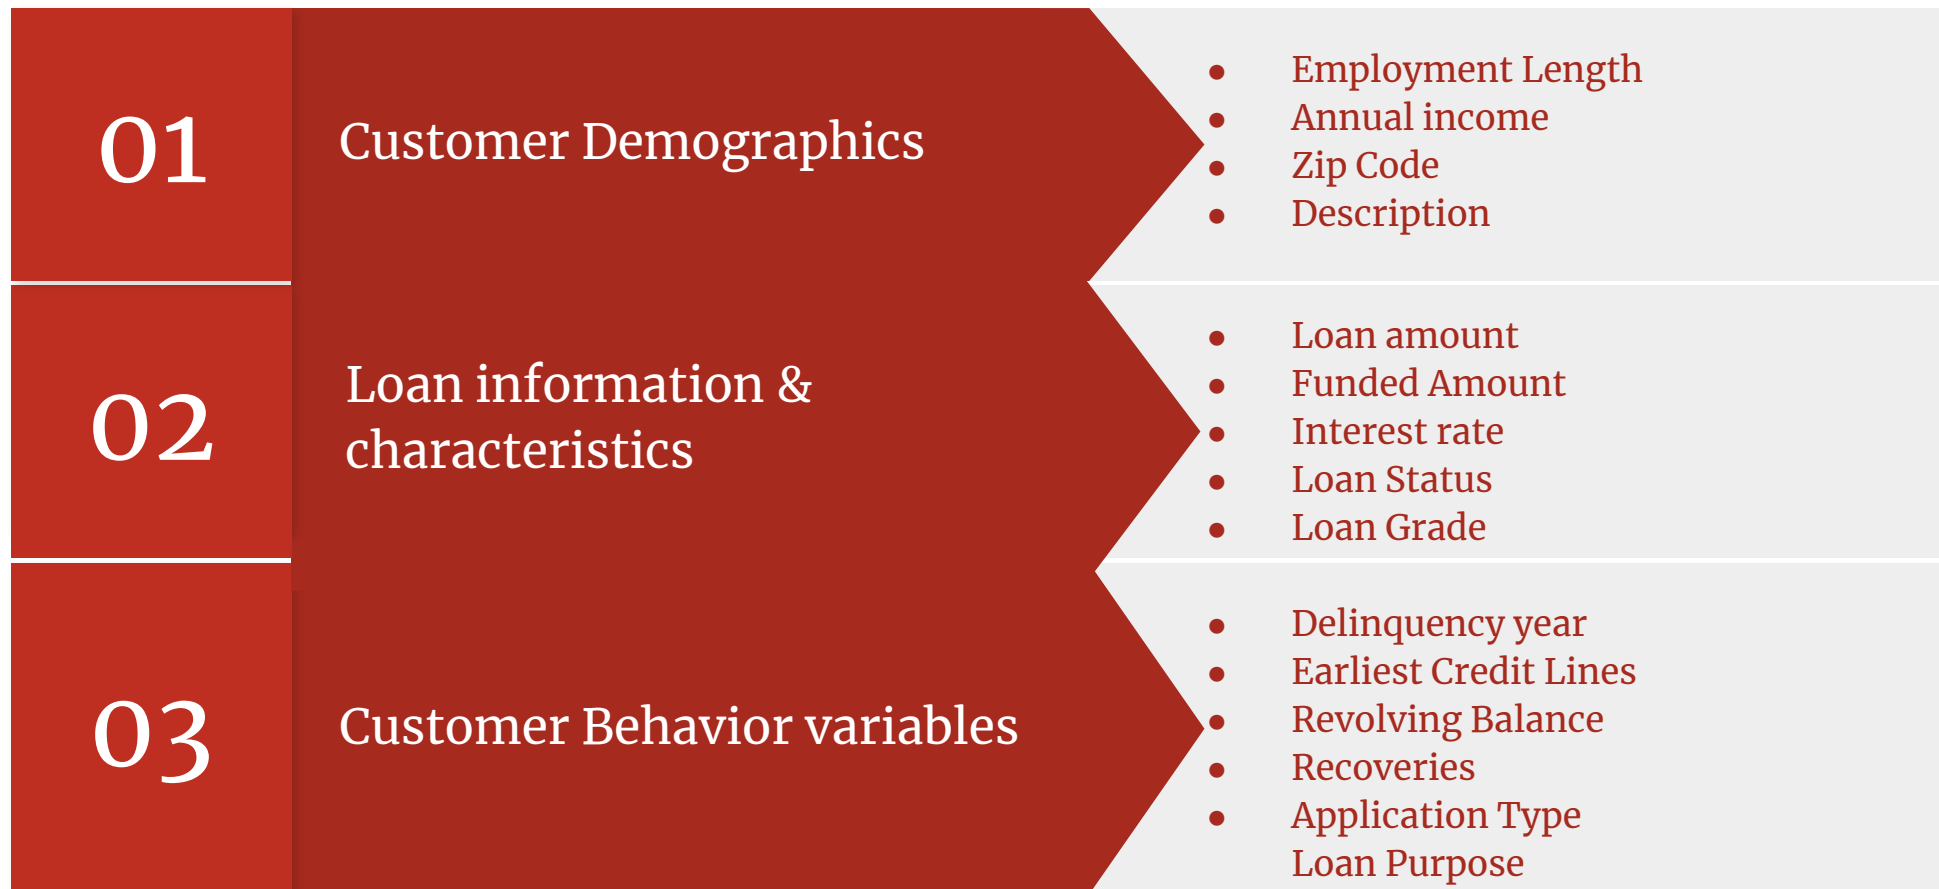 01
Customer Demographics
● Employment Length
● Annual income
● Zip Code
● Description
02
Loan information &
characteristics
● Loan amount
● Funded Amount
● Interest rate
● Loan Status
● Loan Grade
03
Customer Behavior variables
● Delinquency year
● Earliest Credit Lines
● Revolving Balance
● Recoveries
● Application Type
Loan Purpose